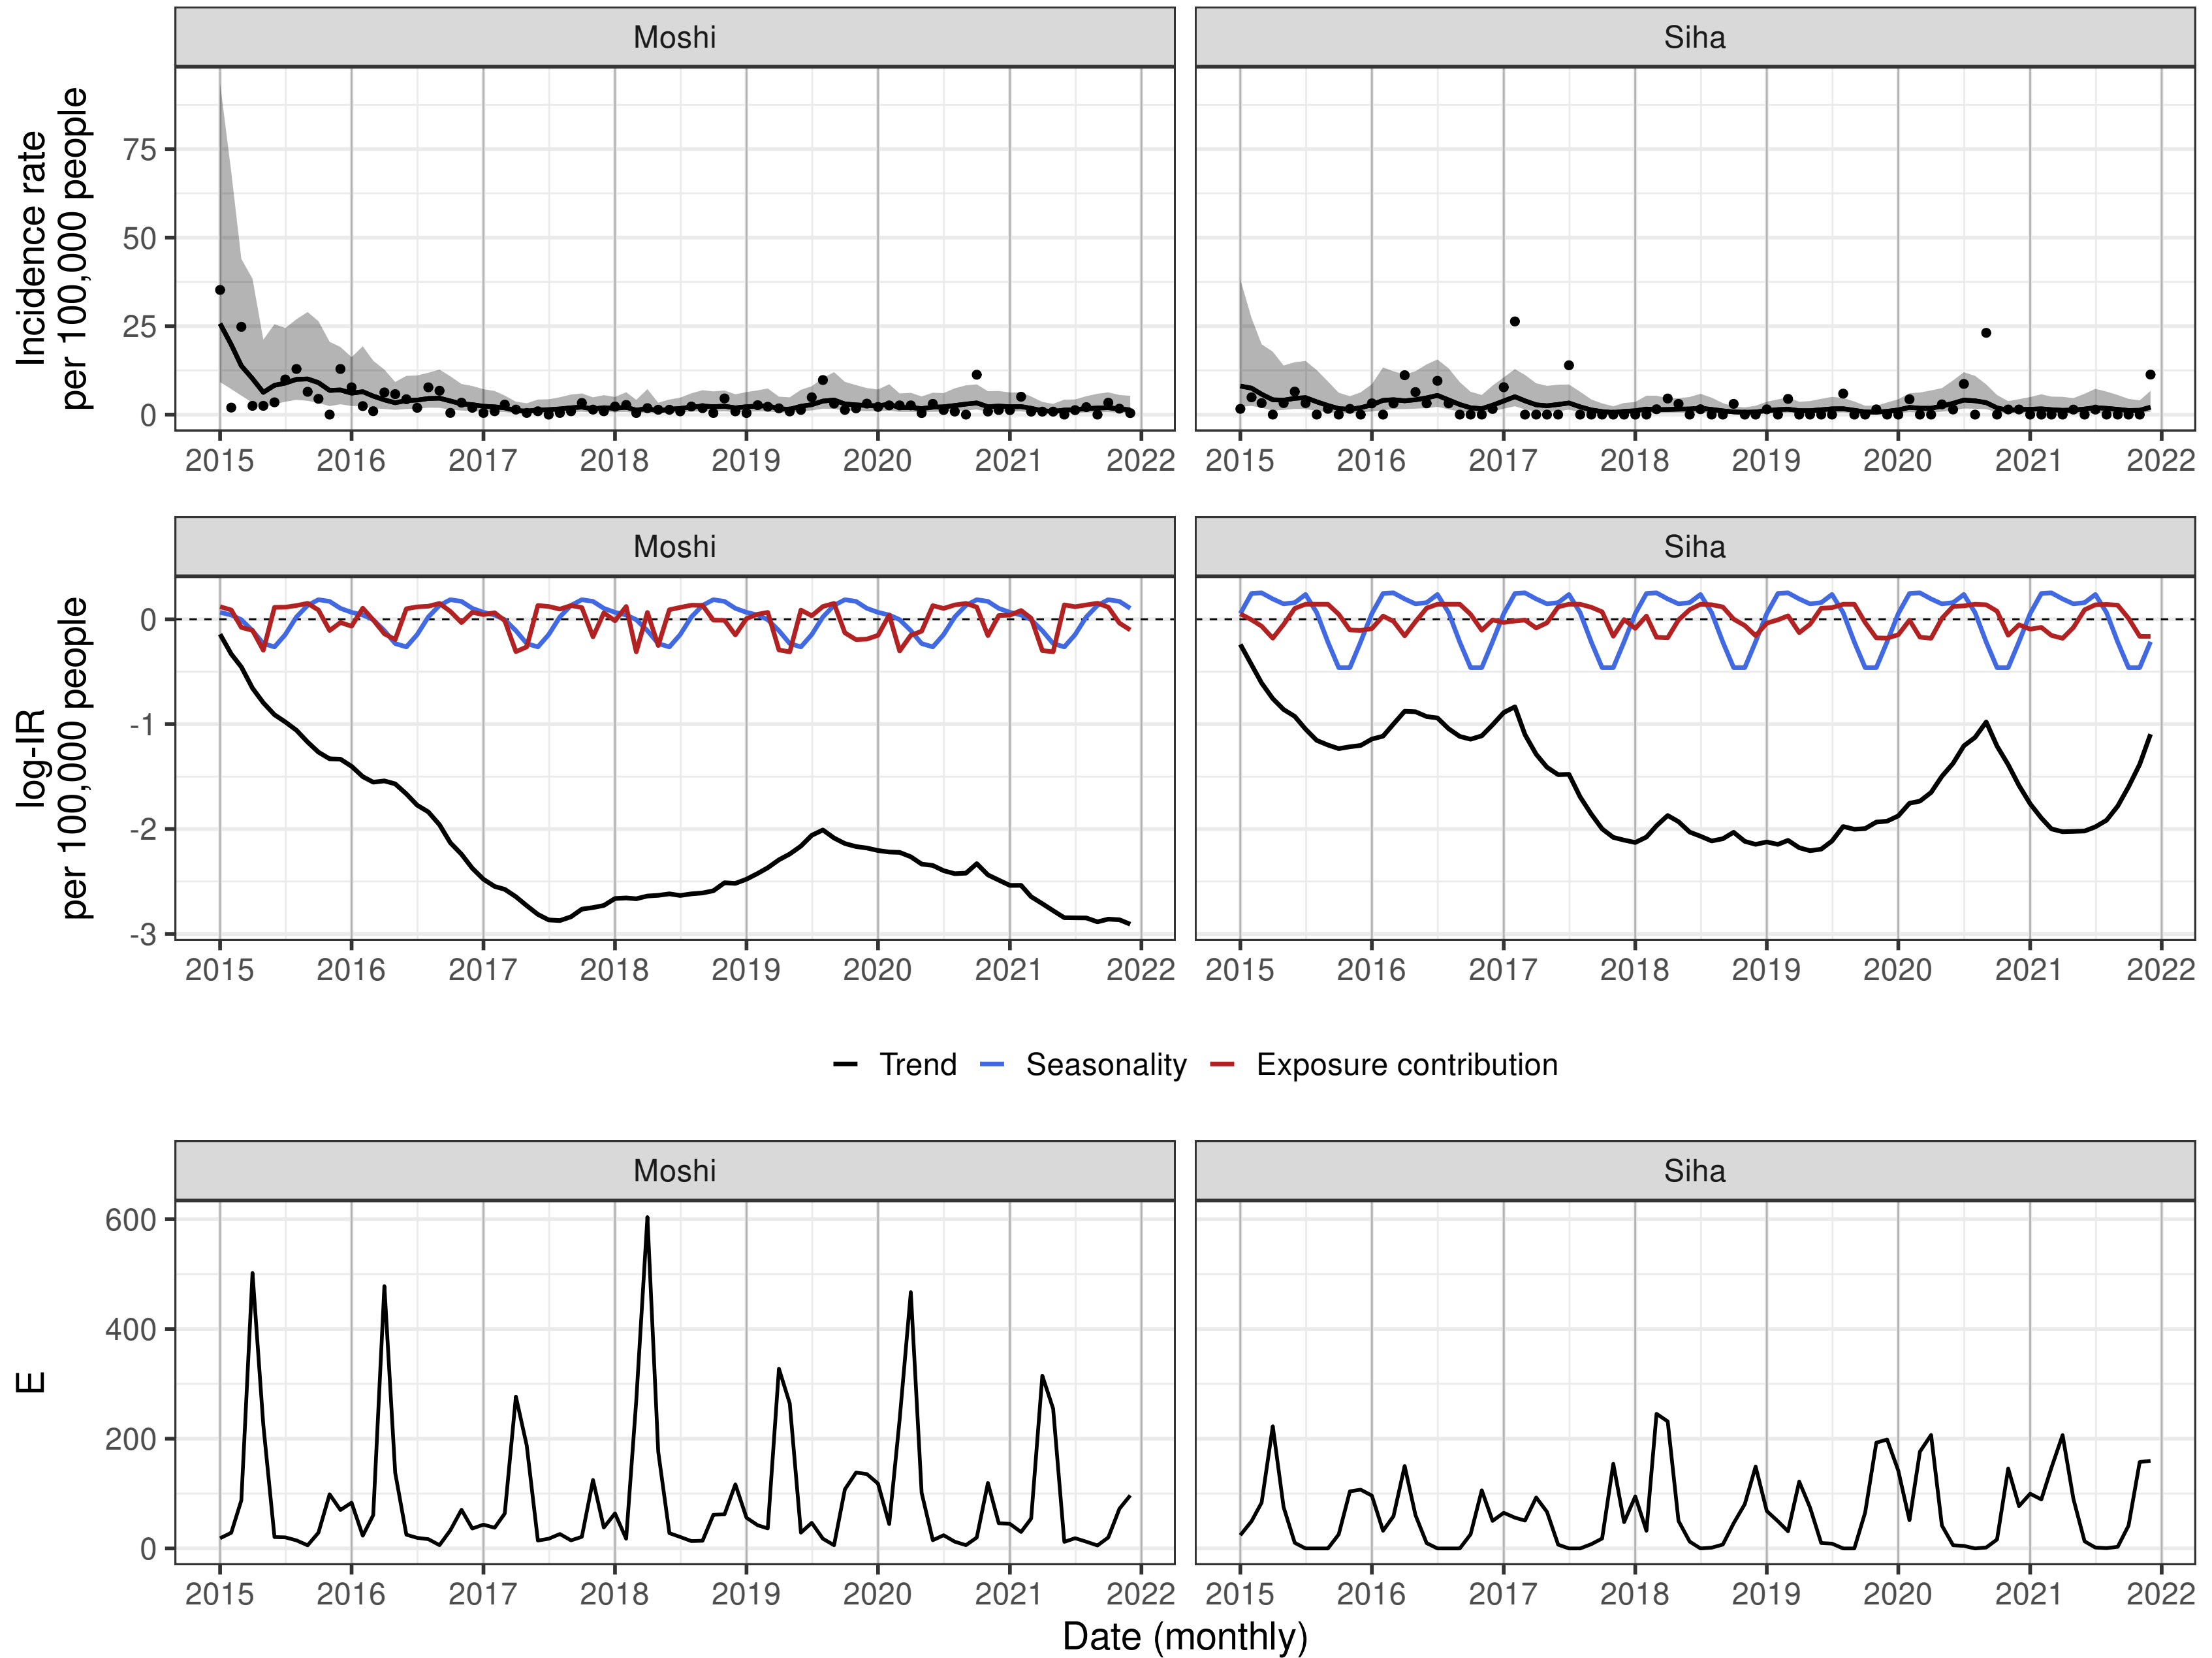 Moshi
Siha
Incidence rate
per 100,000 people
75
50
25
0
2015 2016 2017 2018 2019 2020 2021 2022
2015 2016 2017 2018 2019 2020 2021 2022
Moshi
Siha
log-IR
per 100,000 people
0
-1
-2
-3
2015 2016 2017 2018 2019 2020 2021 2022
2015 2016 2017 2018 2019 2020 2021 2022
Trend Seasonality Exposure contribution
Moshi
Siha
E
600
400
200
0
2015 2016 2017 2018 2019 2020 2021 2022
2015 2016 2017 2018 2019 2020 2021 2022
Date (monthly)